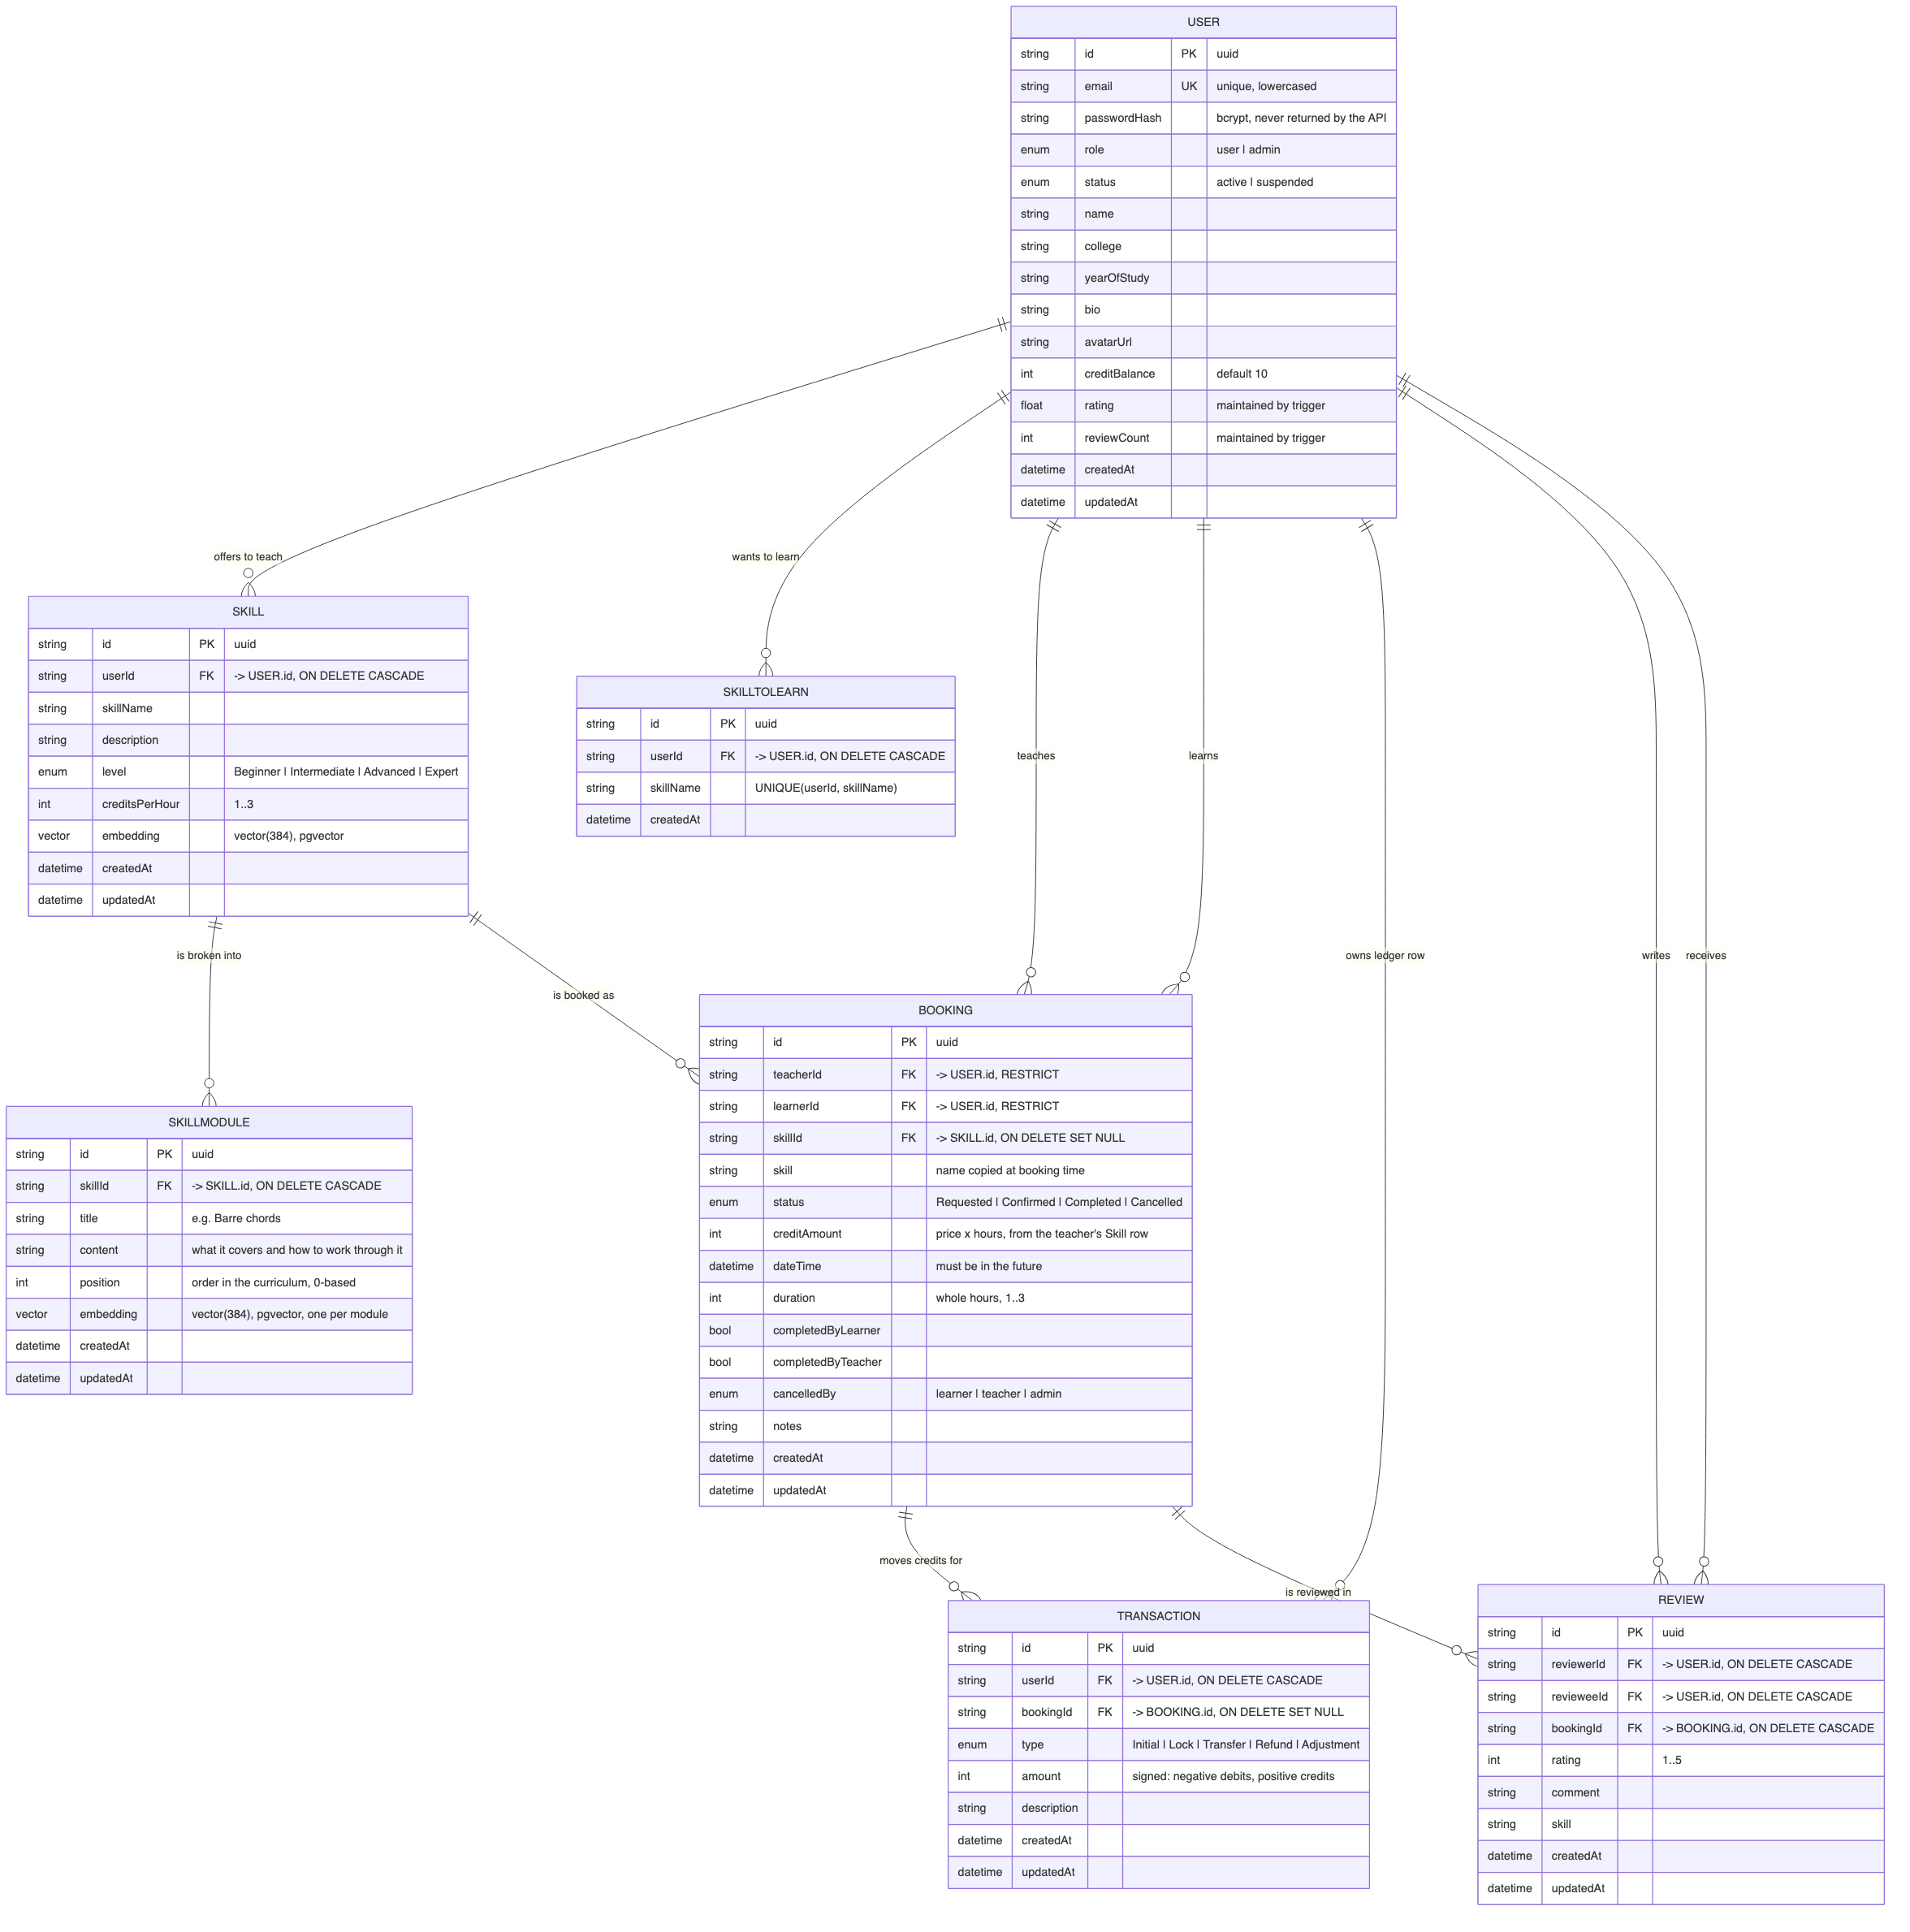 USER
string id PK uuid
string email UK unique, lowercased
string passwordHash bcrypt, never returned by the API
enum role user | admin
enum status active | suspended
string name
string college
string yearOfStudy
string bio
string avatarUrl
int creditBalance default 10
float rating maintained by trigger
int reviewCount maintained by trigger
datetime createdAt
datetime updatedAt
offers to teach
wants to learn
teaches
learns
owns ledger row
writes
receives
SKILL
string id PK uuid
string userId FK -> USER.id, ON DELETE CASCADE
string skillName
string description
enum level Beginner | Intermediate | Advanced | Expert
int creditsPerHour 1..3
vector embedding vector(384), pgvector
datetime createdAt
datetime updatedAt
SKILLTOLEARN
string id PK uuid
string userId FK -> USER.id, ON DELETE CASCADE
string skillName UNIQUE(userId, skillName)
datetime createdAt
is broken into
is booked as
SKILLMODULE
string id PK uuid
string skillId FK -> SKILL.id, ON DELETE CASCADE
string title e.g. Barre chords
string content what it covers and how to work through it
int position order in the curriculum, 0-based
vector embedding vector(384), pgvector, one per module
datetime createdAt
datetime updatedAt
BOOKING
string id PK uuid
string teacherId FK -> USER.id, RESTRICT
string learnerId FK -> USER.id, RESTRICT
string skillId FK -> SKILL.id, ON DELETE SET NULL
string skill name copied at booking time
enum status Requested | Confirmed | Completed | Cancelled
int creditAmount price x hours, from the teacher's Skill row
datetime dateTime must be in the future
int duration whole hours, 1..3
bool completedByLearner
bool completedByTeacher
enum cancelledBy learner | teacher | admin
string notes
datetime createdAt
datetime updatedAt
moves credits for
is reviewed in
TRANSACTION
string id PK uuid
string userId FK -> USER.id, ON DELETE CASCADE
string bookingId FK -> BOOKING.id, ON DELETE SET NULL
enum type Initial | Lock | Transfer | Refund | Adjustment
int amount signed: negative debits, positive credits
string description
datetime createdAt
datetime updatedAt
REVIEW
string id PK uuid
string reviewerId FK -> USER.id, ON DELETE CASCADE
string revieweeId FK -> USER.id, ON DELETE CASCADE
string bookingId FK -> BOOKING.id, ON DELETE CASCADE
int rating 1..5
string comment
string skill
datetime createdAt
datetime updatedAt